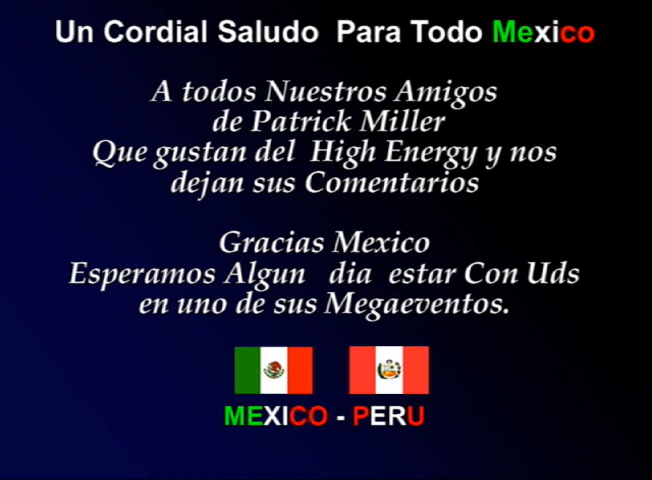 Un Cordial Saludo Para Todo Mexico
A todos Nuestros Amigos
de Patrick Miller
Que gustan del High Energy y nos
dejan sus Comentarios
Gracias Mexico
Esperamos Algun dia estar Con Uds
en uno de sus Megaeventos.
MEXICO - PERU